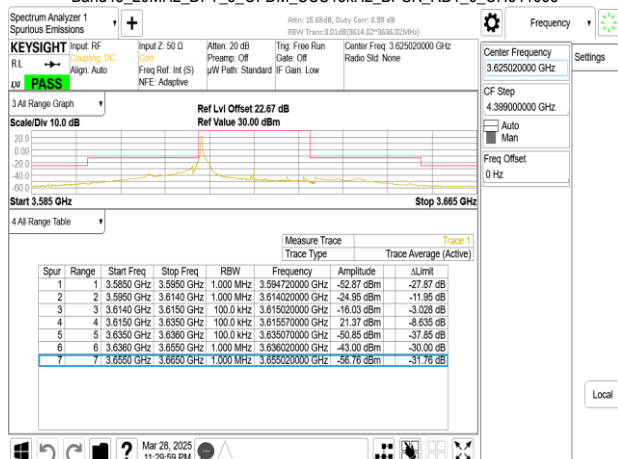 Spectrum Analyzer 1
Spurious Emissions
Attn: 15.68dB, Duty Corr: 6.99 dB
RBW Trans:3.01dB(3614.02~3636.02MHz)
Frequency
KEYSIGHT
Input: RF
Coupling: DC
Align: Auto
Input Z: 50 Ω
Corr
Freq Ref: Int (S)
NFE: Adaptive
Atten: 20 dB
Preamp: Off
µW Path: Standard
Trig: Free Run
Gate: Off
IF Gain: Low
Center Freq: 3.625020000 GHz
Radio Std: None
RL
PASS
Center Frequency
3.625020000 GHz
Settings
CF Step
4.399000000 GHz
Auto
Man
Freq Offset
0 Hz
3 All Range Graph
Scale/Div 10.0 dB
Ref Lvl Offset 22.67 dB
Ref Value 30.00 dBm
20.0
0.00
-20.0
-40.0
-60.0
Start 3.585 GHz
Stop 3.665 GHz
4 All Range Table
Measure Trace Trace 1
Trace Type Trace Average (Active)
Spur Range Start Freq Stop Freq RBW Frequency Amplitude ΔLimit
1 1 3.5850 GHz 3.5950 GHz 1.000 MHz 3.594720000 GHz -52.87 dBm -27.87 dB
2 2 3.5950 GHz 3.6140 GHz 1.000 MHz 3.614020000 GHz -24.95 dBm -11.95 dB
3 3 3.6140 GHz 3.6150 GHz 100.0 kHz 3.615020000 GHz -16.03 dBm -3.028 dB
4 4 3.6150 GHz 3.6350 GHz 100.0 kHz 3.615570000 GHz 21.37 dBm -8.635 dB
5 5 3.6350 GHz 3.6360 GHz 100.0 kHz 3.635070000 GHz -50.85 dBm -37.85 dB
6 6 3.6360 GHz 3.6550 GHz 1.000 MHz 3.636020000 GHz -43.00 dBm -30.00 dB
7 7 3.6550 GHz 3.6650 GHz 1.000 MHz 3.655020000 GHz -56.76 dBm -31.76 dB
Local
?
Mar 28, 2025
11:29:59 PM